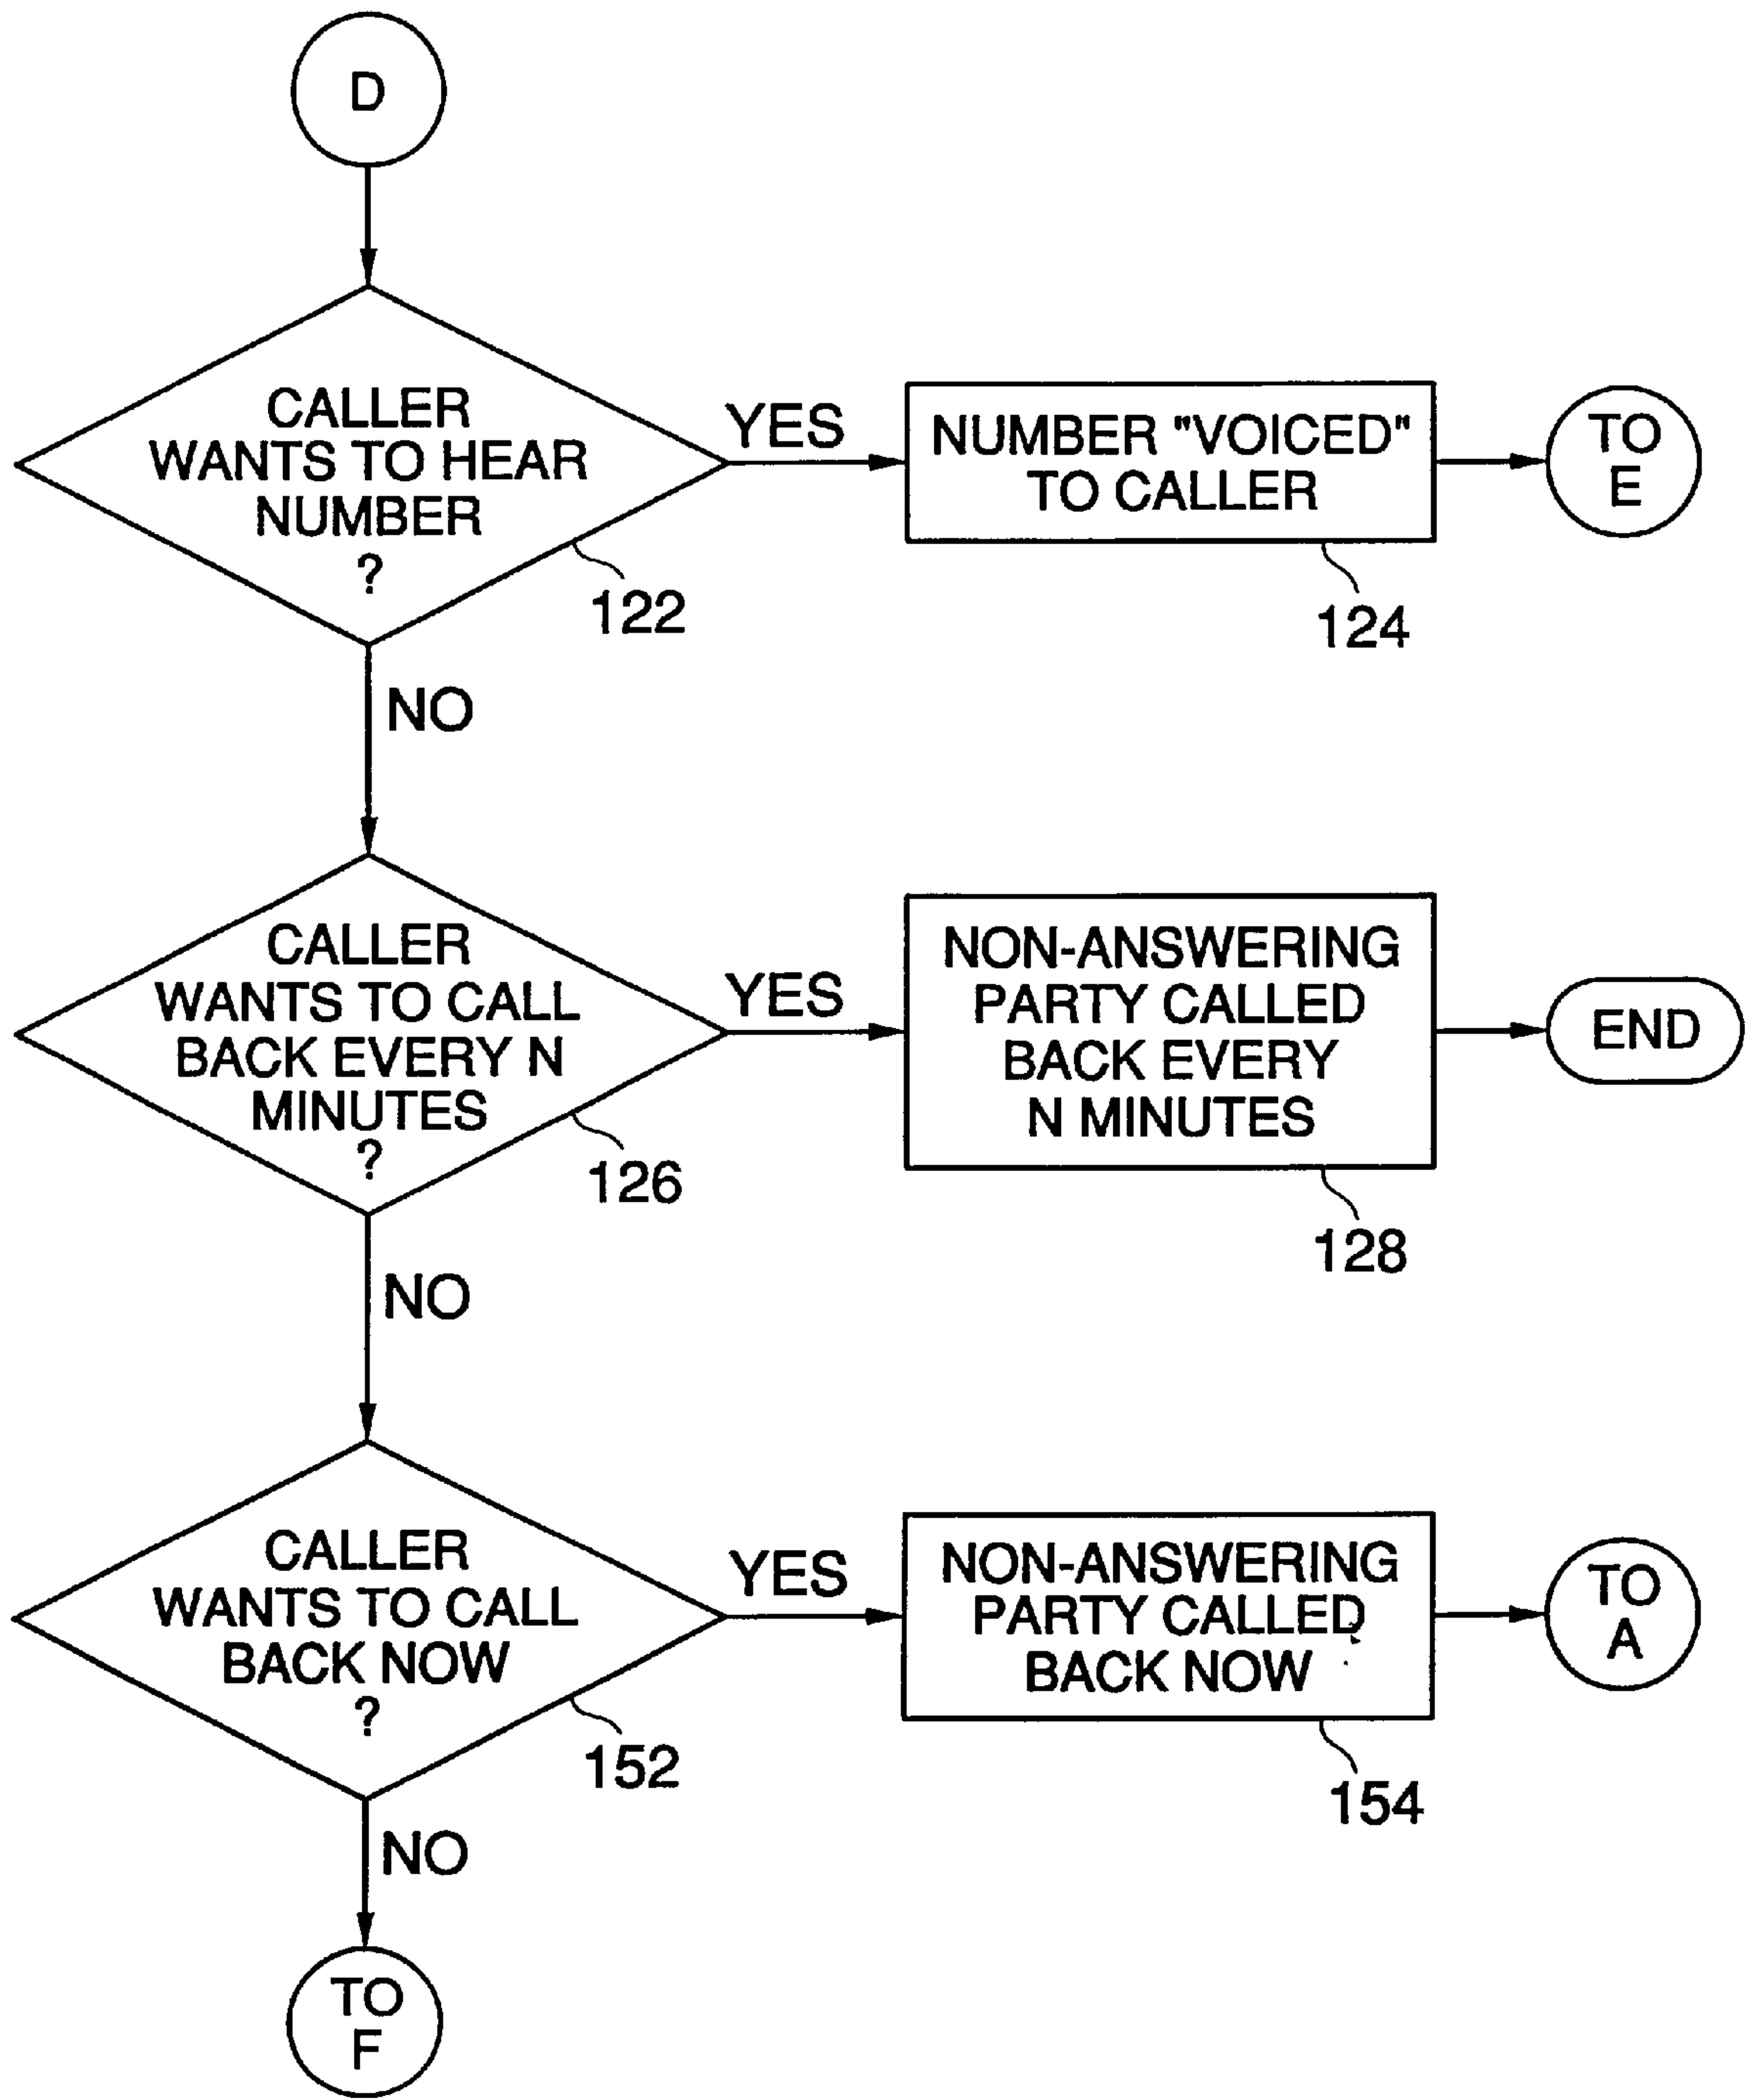 D
CALLER
WANTS TO HEAR
NUMBER
?
122
YES
NUMBER "VOICED"
TO CALLER
124
TO
E
NO
CALLER
WANTS TO CALL
BACK EVERY N
MINUTES
?
126
YES
NON-ANSWERING
PARTY CALLED
BACK EVERY
N MINUTES
128
END
NO
CALLER
WANTS TO CALL
BACK NOW
?
152
YES
NON-ANSWERING
PARTY CALLED
BACK NOW
154
TO
A
NO
TO
F